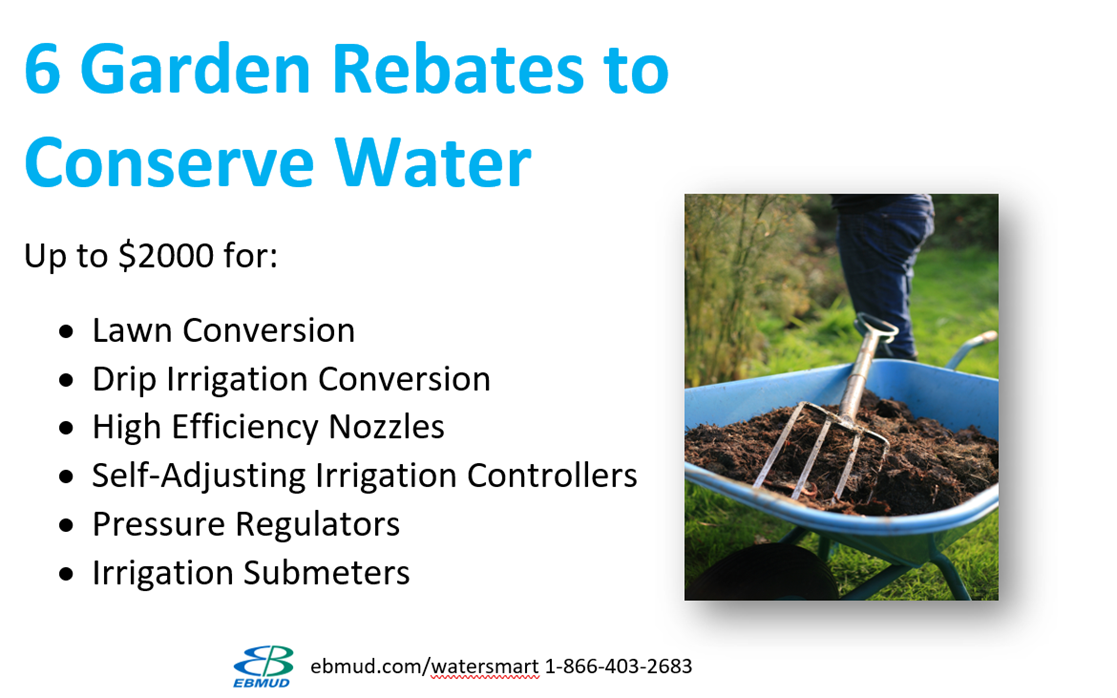 6 Garden Rebates to
Conserve Water
Up to $2000 for:
• Lawn Conversion
• Drip Irrigation Conversion
• High Efficiency Nozzles
• Self-Adjusting Irrigation Controllers
• Pressure Regulators
• Irrigation Submeters
EBMUD
ebmud.com/watersmart 1-866-403-2683